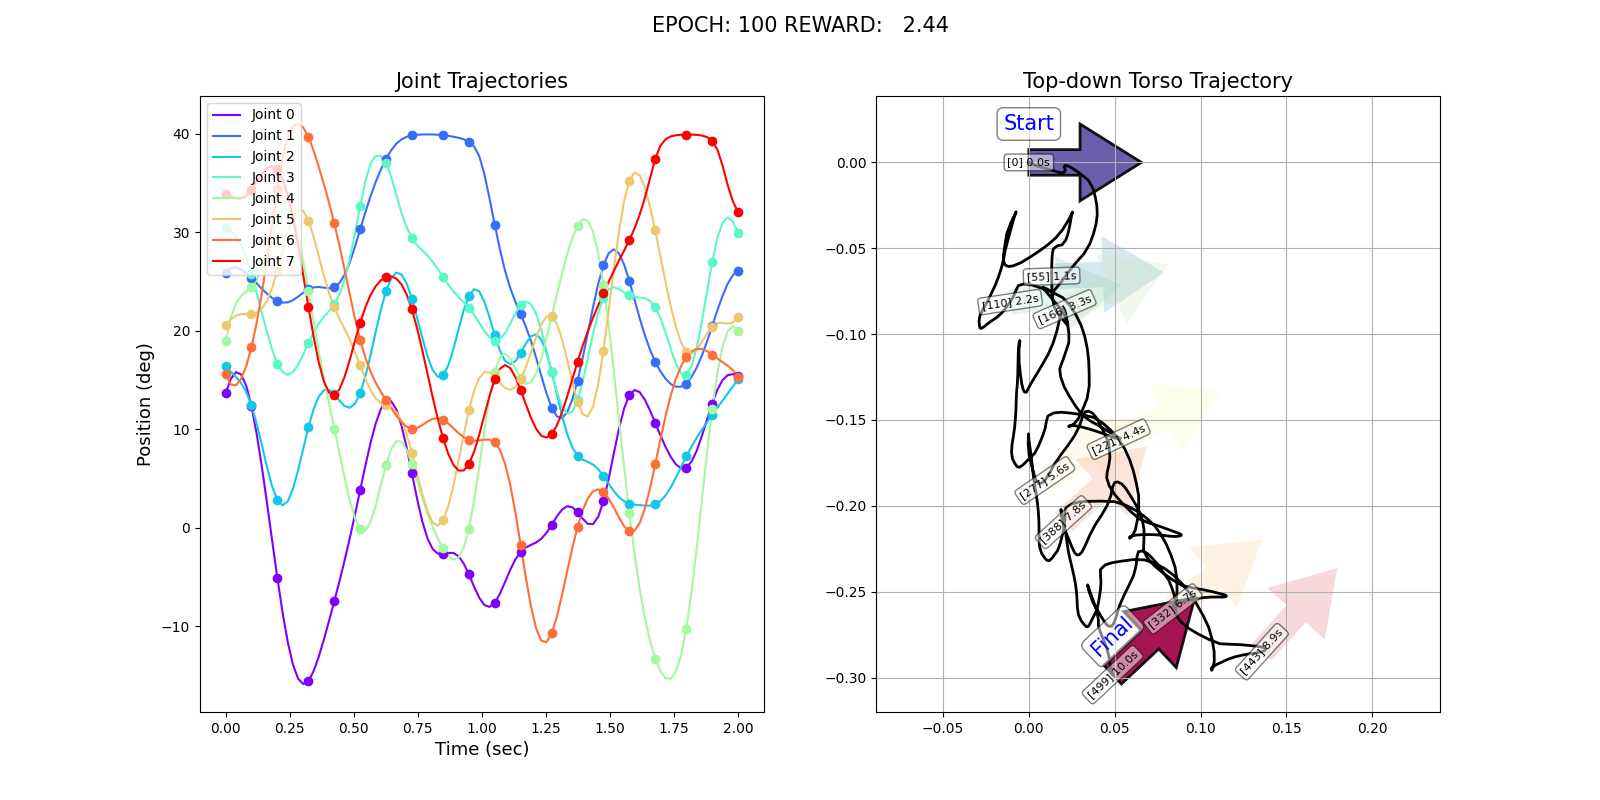 EPOCH: 100 REWARD:   2.44
Joint Trajectories
Joint 0
Joint 1
Joint 2
Joint 3
Joint 4
Joint 5
Joint 6
Joint 7
40
30
20
10
0
−10
Position (deg)
0.00 0.25 0.50 0.75 1.00 1.25 1.50 1.75 2.00
Time (sec)
Top-down Torso Trajectory
Start
[0] 0.0s
[55] 1.1s
[110] 2.2s
[166] 3.3s
[221] 4.4s
[277] 5.6s
[388] 7.8s
[332] 6.7s
Final
[443] 8.9s
[499] 10.0s
0.00
−0.05
−0.10
−0.15
−0.20
−0.25
−0.30
−0.05 0.00 0.05 0.10 0.15 0.20